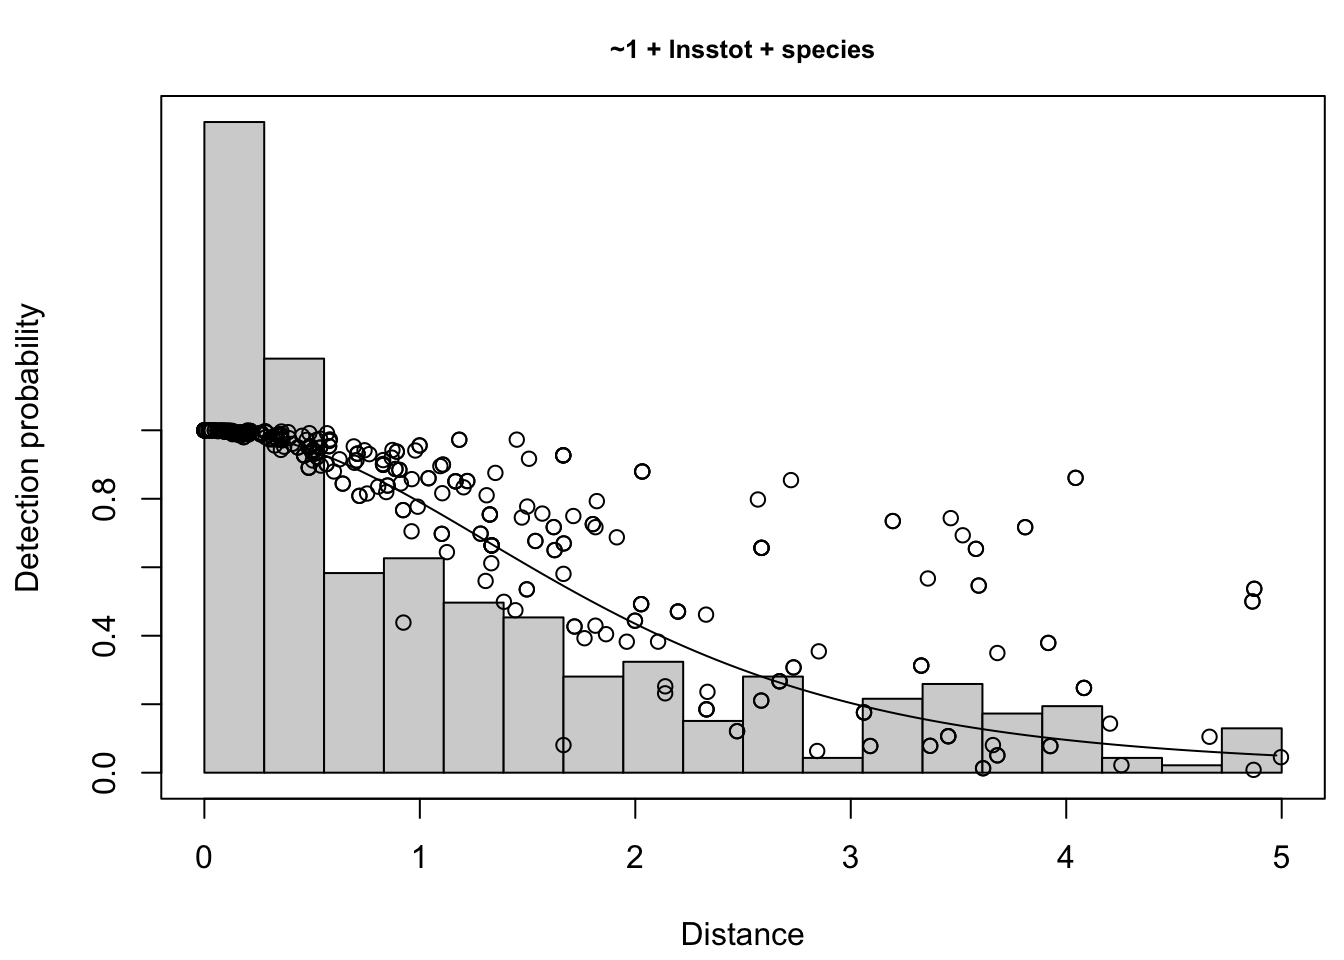 ~1 + lnsstot + species
Detection probability
0.8
0.4
0.0
0 1 2 3 4 5
Distance